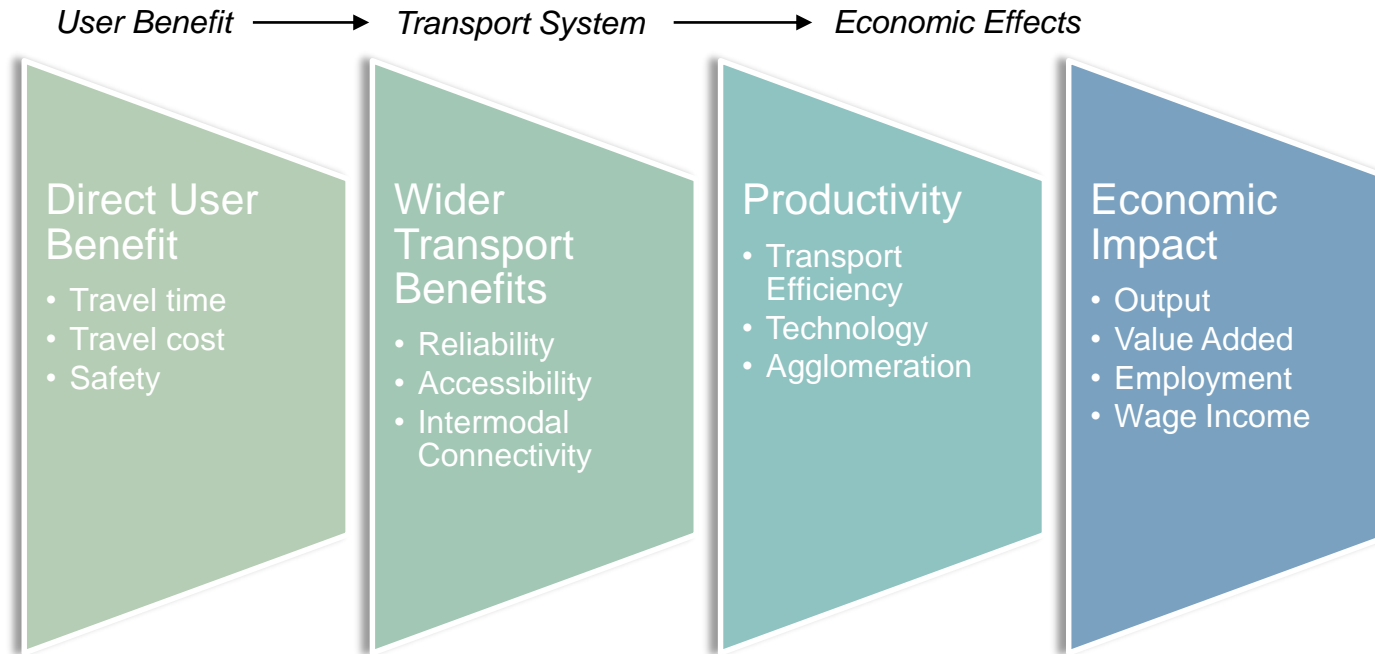 User Benefit
Transport System
Economic Effects
Direct User
Benefit
• Travel time
• Travel cost
• Safety
Wider
Transport
Benefits
• Reliability
• Accessibility
• Intermodal
Connectivity
Productivity
• Transport
Efficiency
• Technology
• Agglomeration
Economic
Impact
• Output
• Value Added
• Employment
• Wage Income